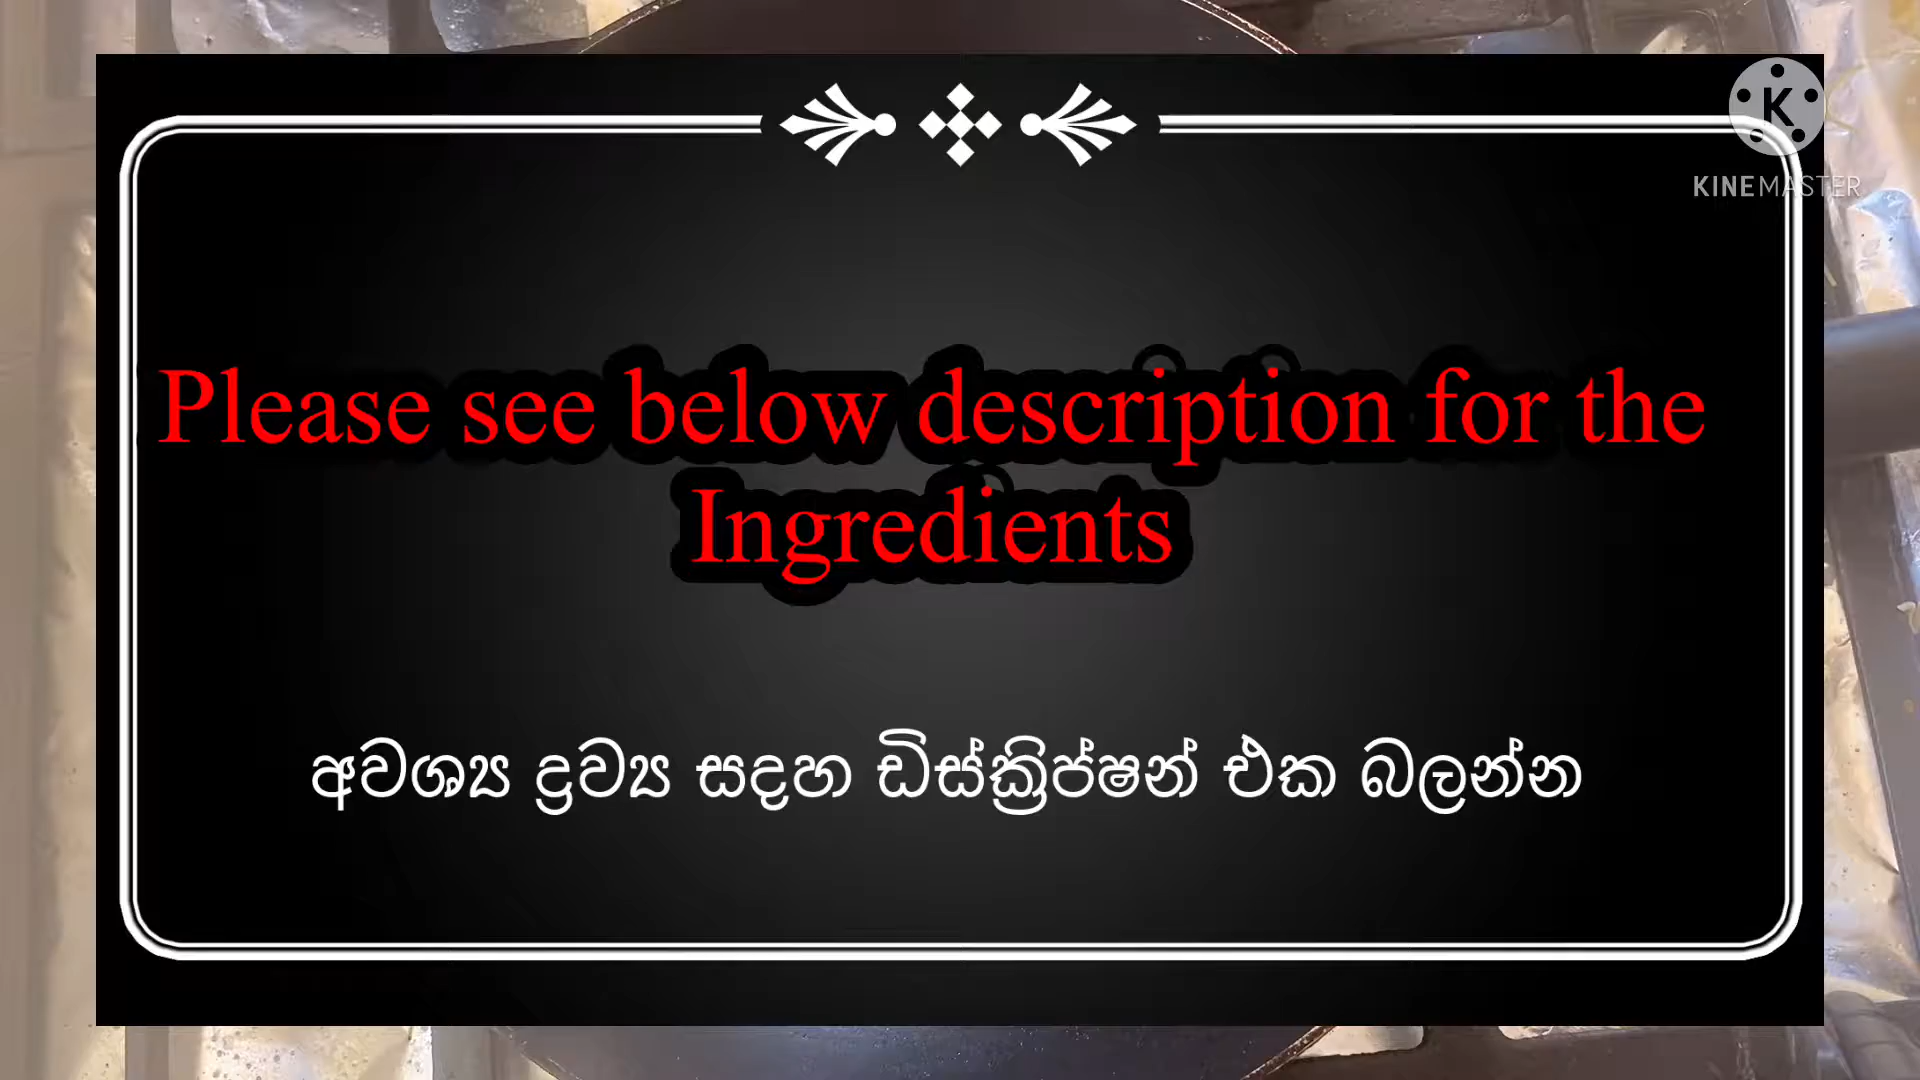 K
KINEMASTER
Please see below description for the
Ingredients
අවශ්‍ය ද්‍රව්‍ය සදහ ඩිස්ක්‍රිප්ෂන් එක බලන්න